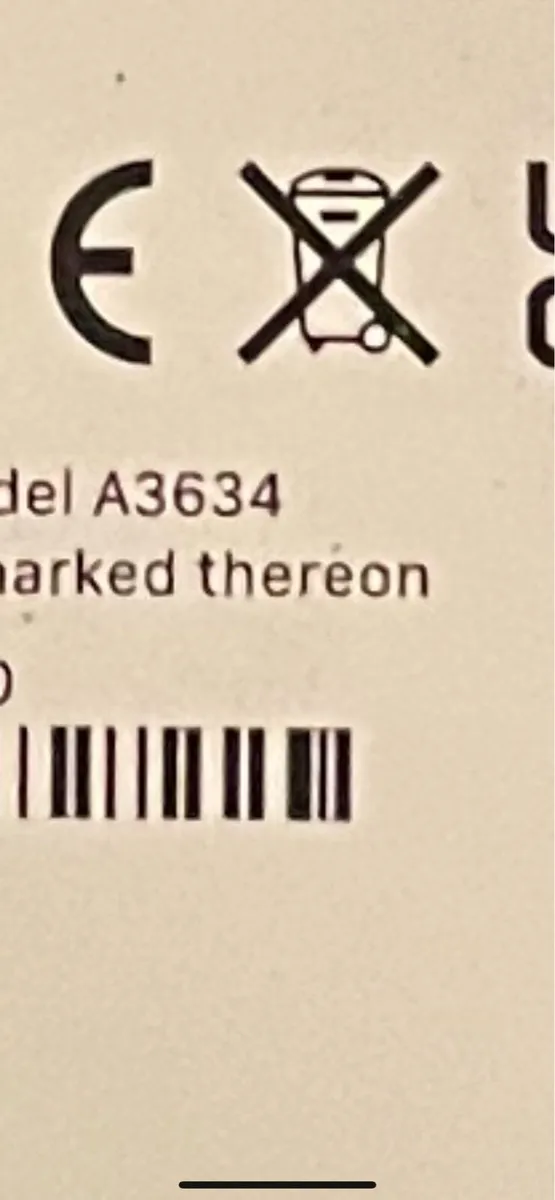 E
del A3634
arked thereon